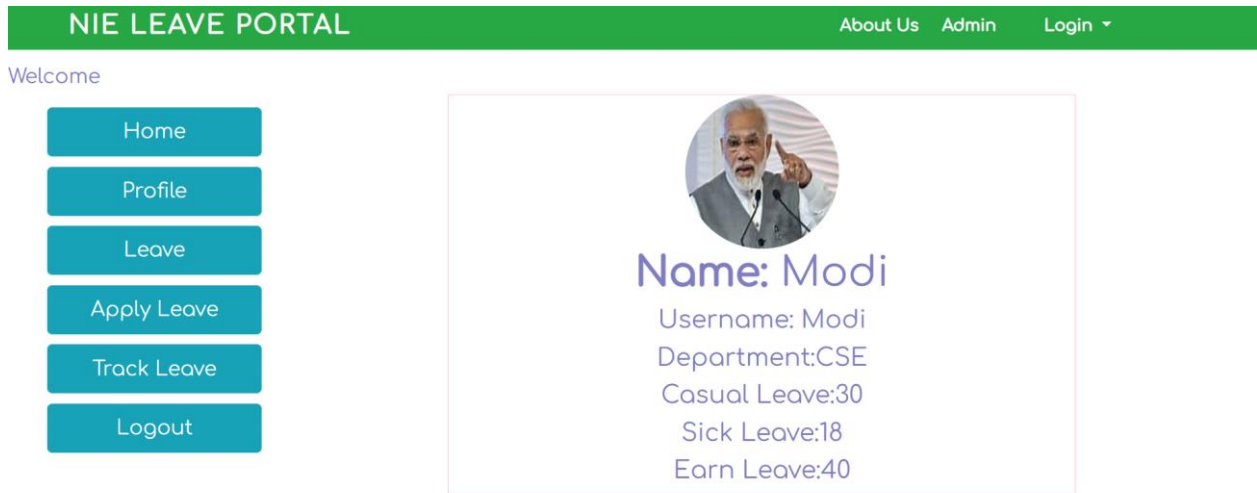 NIE LEAVE PORTAL About Us Admin Login
Welcome
Home
Profile
Leave
Apply Leave
Track Leave
Logout
Name: Modi
Username: Modi
Department:CSE
Casual Leave:30
Sick Leave:18
Earn Leave:40